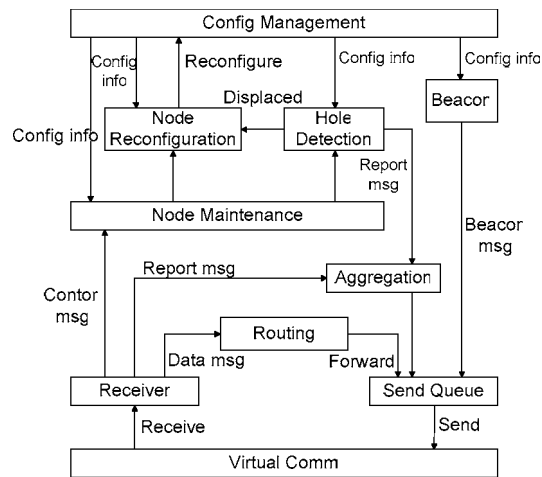 Config Management
Config
info
Reconfigure
Config info
Config info
Displaced
Beacor
Node
Reconfiguration
Hole
Detection
Config info
Report
msg
Node Maintenance
Beacor
msg
Report msg
Aggregation
Contor
msg
Routing
Data msg
Forward
Receiver
Send Queue
Receive
Send
Virtual Comm